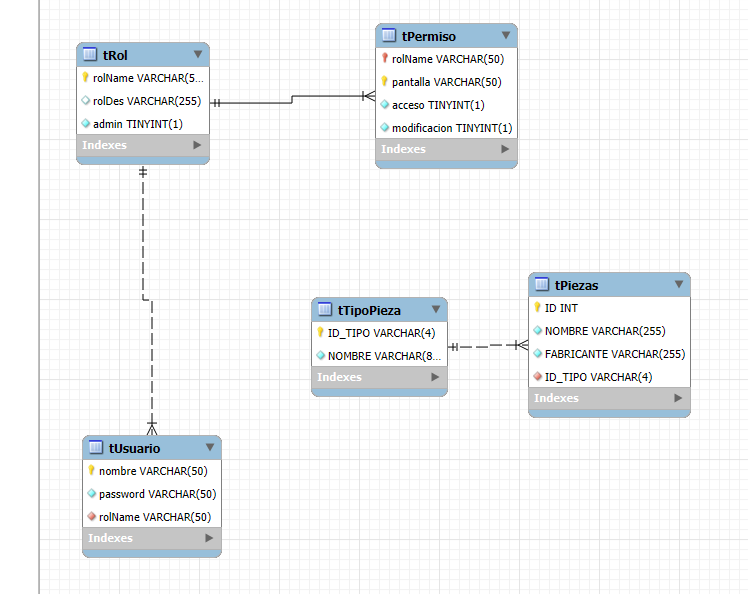 tRol
rolName VARCHAR(5...
rolDes VARCHAR(255)
admin TINYINT(1)
Indexes
tPermiso
rolName VARCHAR(50)
pantalla VARCHAR(50)
acceso TINYINT(1)
modificacion TINYINT(1)
Indexes
tTipoPieza
ID_TIPO VARCHAR(4)
NOMBRE VARCHAR(8...
Indexes
tPiezas
ID INT
NOMBRE VARCHAR(255)
FABRICANTE VARCHAR(255)
ID_TIPO VARCHAR(4)
Indexes
tUsuario
nombre VARCHAR(50)
password VARCHAR(50)
rolName VARCHAR(50)
Indexes